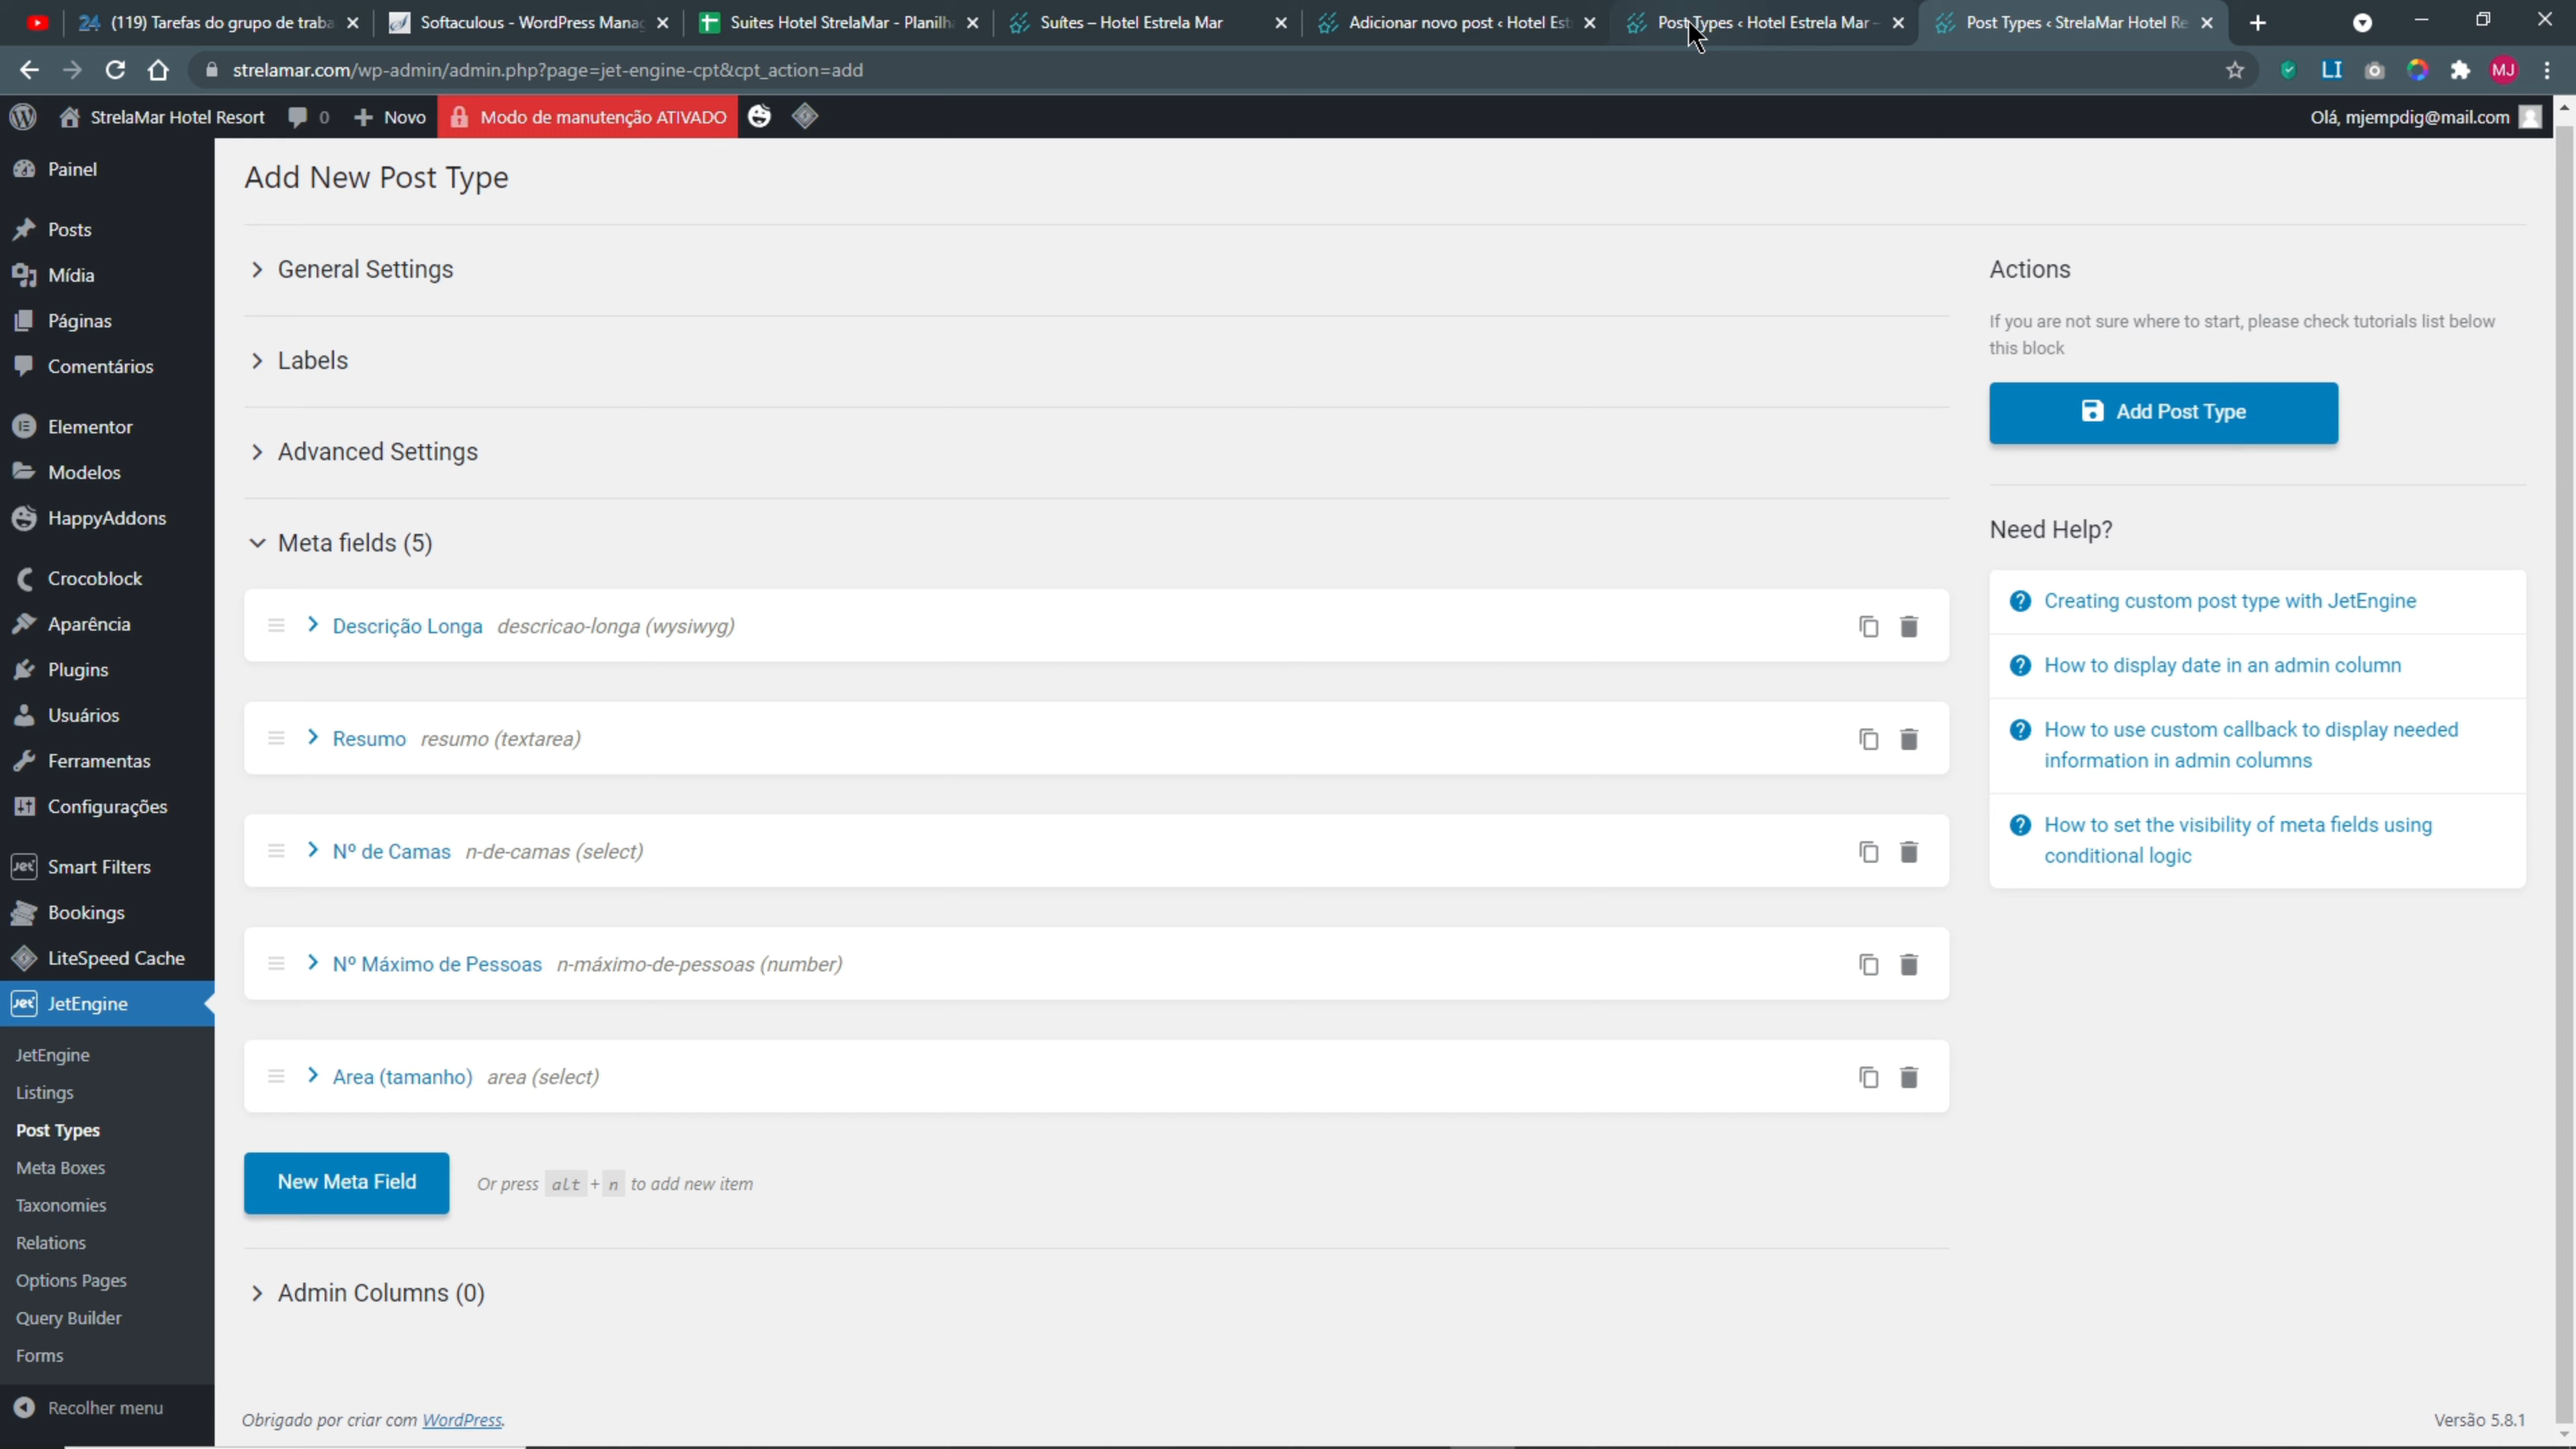 24 (119) Tarefas do grupo de traba
Softaculous - WordPress Manag
Suites Hotel StrelaMar - Planilh
Suítes – Hotel Estrela Mar
Adicionar novo post ‹ Hotel Est
Post Types ‹ Hotel Estrela Mar –
Post Types ‹ StrelaMar Hotel Re
strelamar.com/wp-admin/admin.php?page=jet-engine-cpt&cpt_action=add
LI
MJ
StrelaMar Hotel Resort
0
Novo
Modo de manutenção ATIVADO
Olá, mjempdig@mail.com
Painel
Posts
Mídia
Páginas
Comentários
Elementor
Modelos
HappyAddons
Crocoblock
Aparência
Plugins
Usuários
Ferramentas
Configurações
Jet Smart Filters
Bookings
LiteSpeed Cache
Jet JetEngine
JetEngine
Listings
Post Types
Meta Boxes
Taxonomies
Relations
Options Pages
Query Builder
Forms
Recolher menu
Add New Post Type
General Settings
Labels
Advanced Settings
Meta fields (5)
Descrição Longa descricao-longa (wysiwyg)
Resumo resumo (textarea)
Nº de Camas n-de-camas (select)
Nº Máximo de Pessoas n-máximo-de-pessoas (number)
Area (tamanho) area (select)
New Meta Field
Or press alt + n to add new item
Admin Columns (0)
Actions
If you are not sure where to start, please check tutorials list below
this block
Add Post Type
Need Help?
Creating custom post type with JetEngine
How to display date in an admin column
How to use custom callback to display needed
information in admin columns
How to set the visibility of meta fields using
conditional logic
Obrigado por criar com WordPress.
Versão 5.8.1